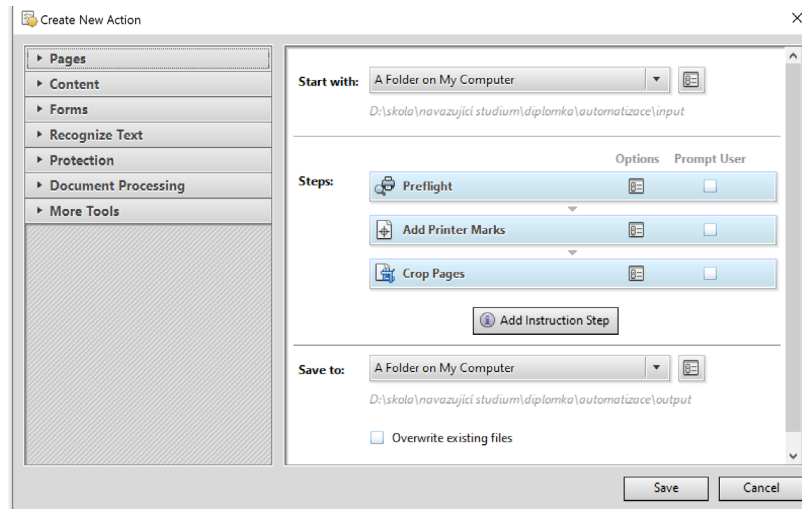 Create New Action
Pages
Content
Forms
Recognize Text
Protection
Document Processing
More Tools
Start with: A Folder on My Computer
D:\skola\navazující studium\diplomka\automatizace\input
Options Prompt User
Steps: Preflight
Add Printer Marks
Crop Pages
Add Instruction Step
Save to: A Folder on My Computer
D:\skola\navazující studium\diplomka\automatizace\output
Overwrite existing files
Save Cancel